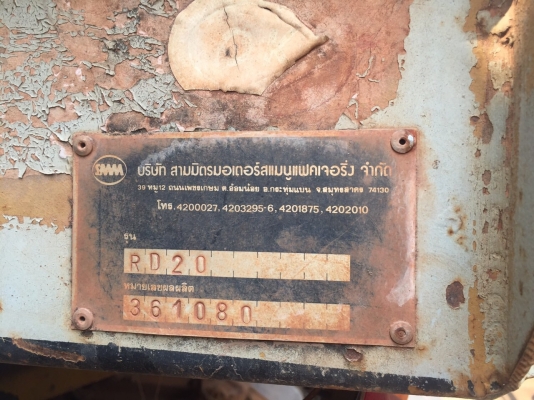 SMM บริษัท สามมิตรมอเตอร์สแมนูแฟคเจอริ่ง จำกัด
39 หมู่12 ถนนเพชรเกษม ต.อ้อมน้อย อ.กระทุ่มแบน จ.สมุทรสาคร 74130
โทร. 4200027, 4203295-6, 4201875, 4202010
รุ่น
RD20
หมายเลขผลผลิต
361080